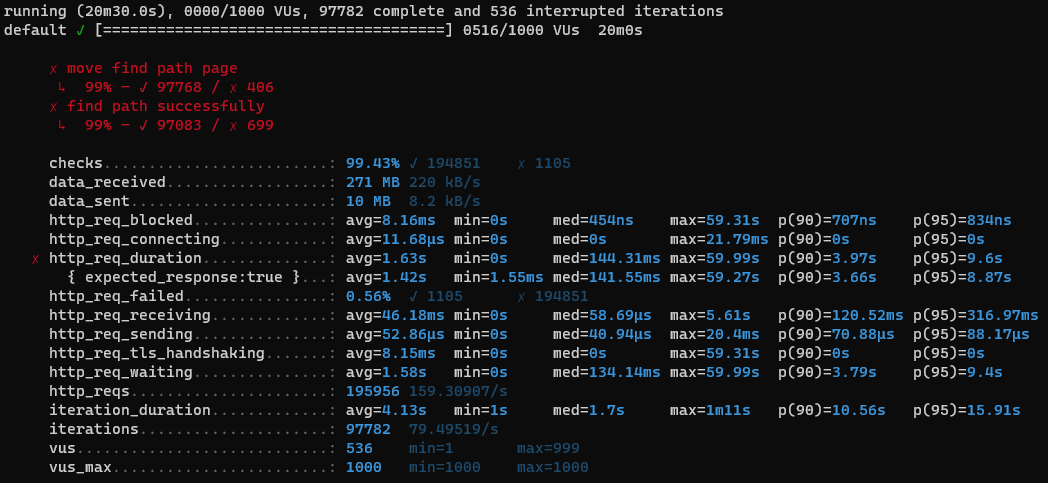 running (20m30.0s), 0000/1000 VUs, 97782 complete and 536 interrupted iterations
default ✓ [======================================] 0516/1000 VUs  20m0s

     ✗ move find path page
      ↳  99% — ✓ 97768 / ✗ 406
     ✗ find path successfully
      ↳  99% — ✓ 97083 / ✗ 699

     checks.........................: 99.43% ✓ 194851    ✗ 1105
     data_received..................: 271 MB 220 kB/s
     data_sent......................: 10 MB  8.2 kB/s
     http_req_blocked...............: avg=8.16ms  min=0s     med=454ns    max=59.31s  p(90)=707ns    p(95)=834ns
     http_req_connecting............: avg=11.68µs min=0s     med=0s       max=21.79ms p(90)=0s       p(95)=0s
   ✗ http_req_duration..............: avg=1.63s   min=0s     med=144.31ms max=59.99s  p(90)=3.97s    p(95)=9.6s
       { expected_response:true }...: avg=1.42s   min=1.55ms med=141.55ms max=59.27s  p(90)=3.66s    p(95)=8.87s
     http_req_failed................: 0.56%  ✓ 1105      ✗ 194851
     http_req_receiving.............: avg=46.18ms min=0s     med=58.69µs  max=5.61s   p(90)=120.52ms p(95)=316.97ms
     http_req_sending...............: avg=52.86µs min=0s     med=40.94µs  max=20.4ms  p(90)=70.88µs  p(95)=88.17µs
     http_req_tls_handshaking.......: avg=8.15ms  min=0s     med=0s       max=59.31s  p(90)=0s       p(95)=0s
     http_req_waiting...............: avg=1.58s   min=0s     med=134.14ms max=59.99s  p(90)=3.79s    p(95)=9.4s
     http_reqs......................: 195956 159.30907/s
     iteration_duration.............: avg=4.13s   min=1s     med=1.7s     max=1m11s   p(90)=10.56s   p(95)=15.91s
     iterations.....................: 97782  79.49519/s
     vus............................: 536    min=1       max=999
     vus_max........................: 1000   min=1000    max=1000